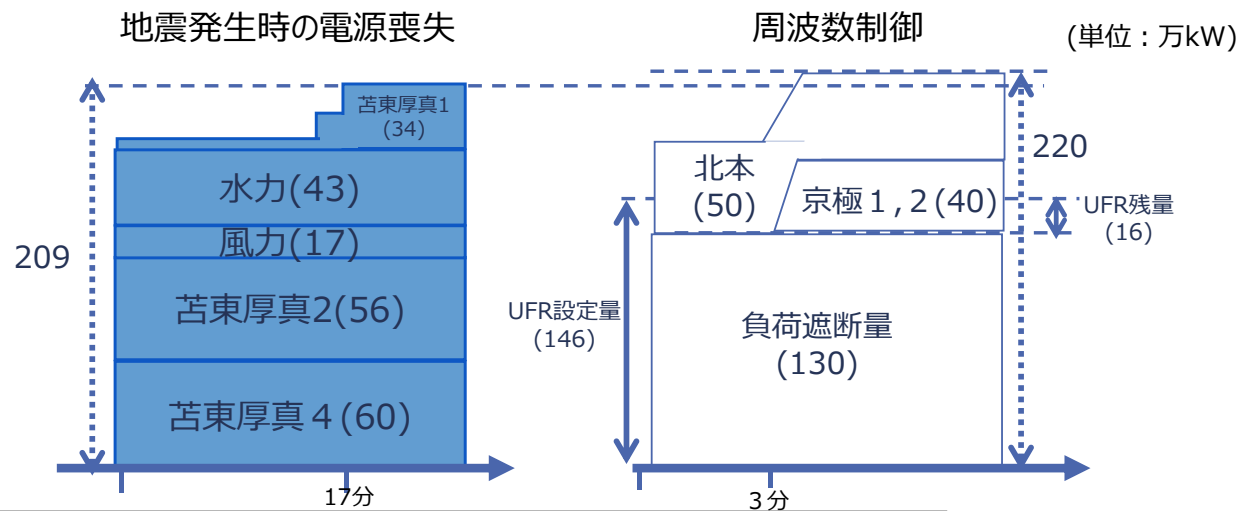 地震発生時の電源喪失
周波数制御
(単位：万kW)
苫東厚真1
(34)
水力(43)
風力(17)
苫東厚真2(56)
苫東厚真４(60)
209
17分
北本
(50)
京極１,２(40)
220
UFR残量
(16)
UFR設定量
(146)
負荷遮断量
(130)
３分